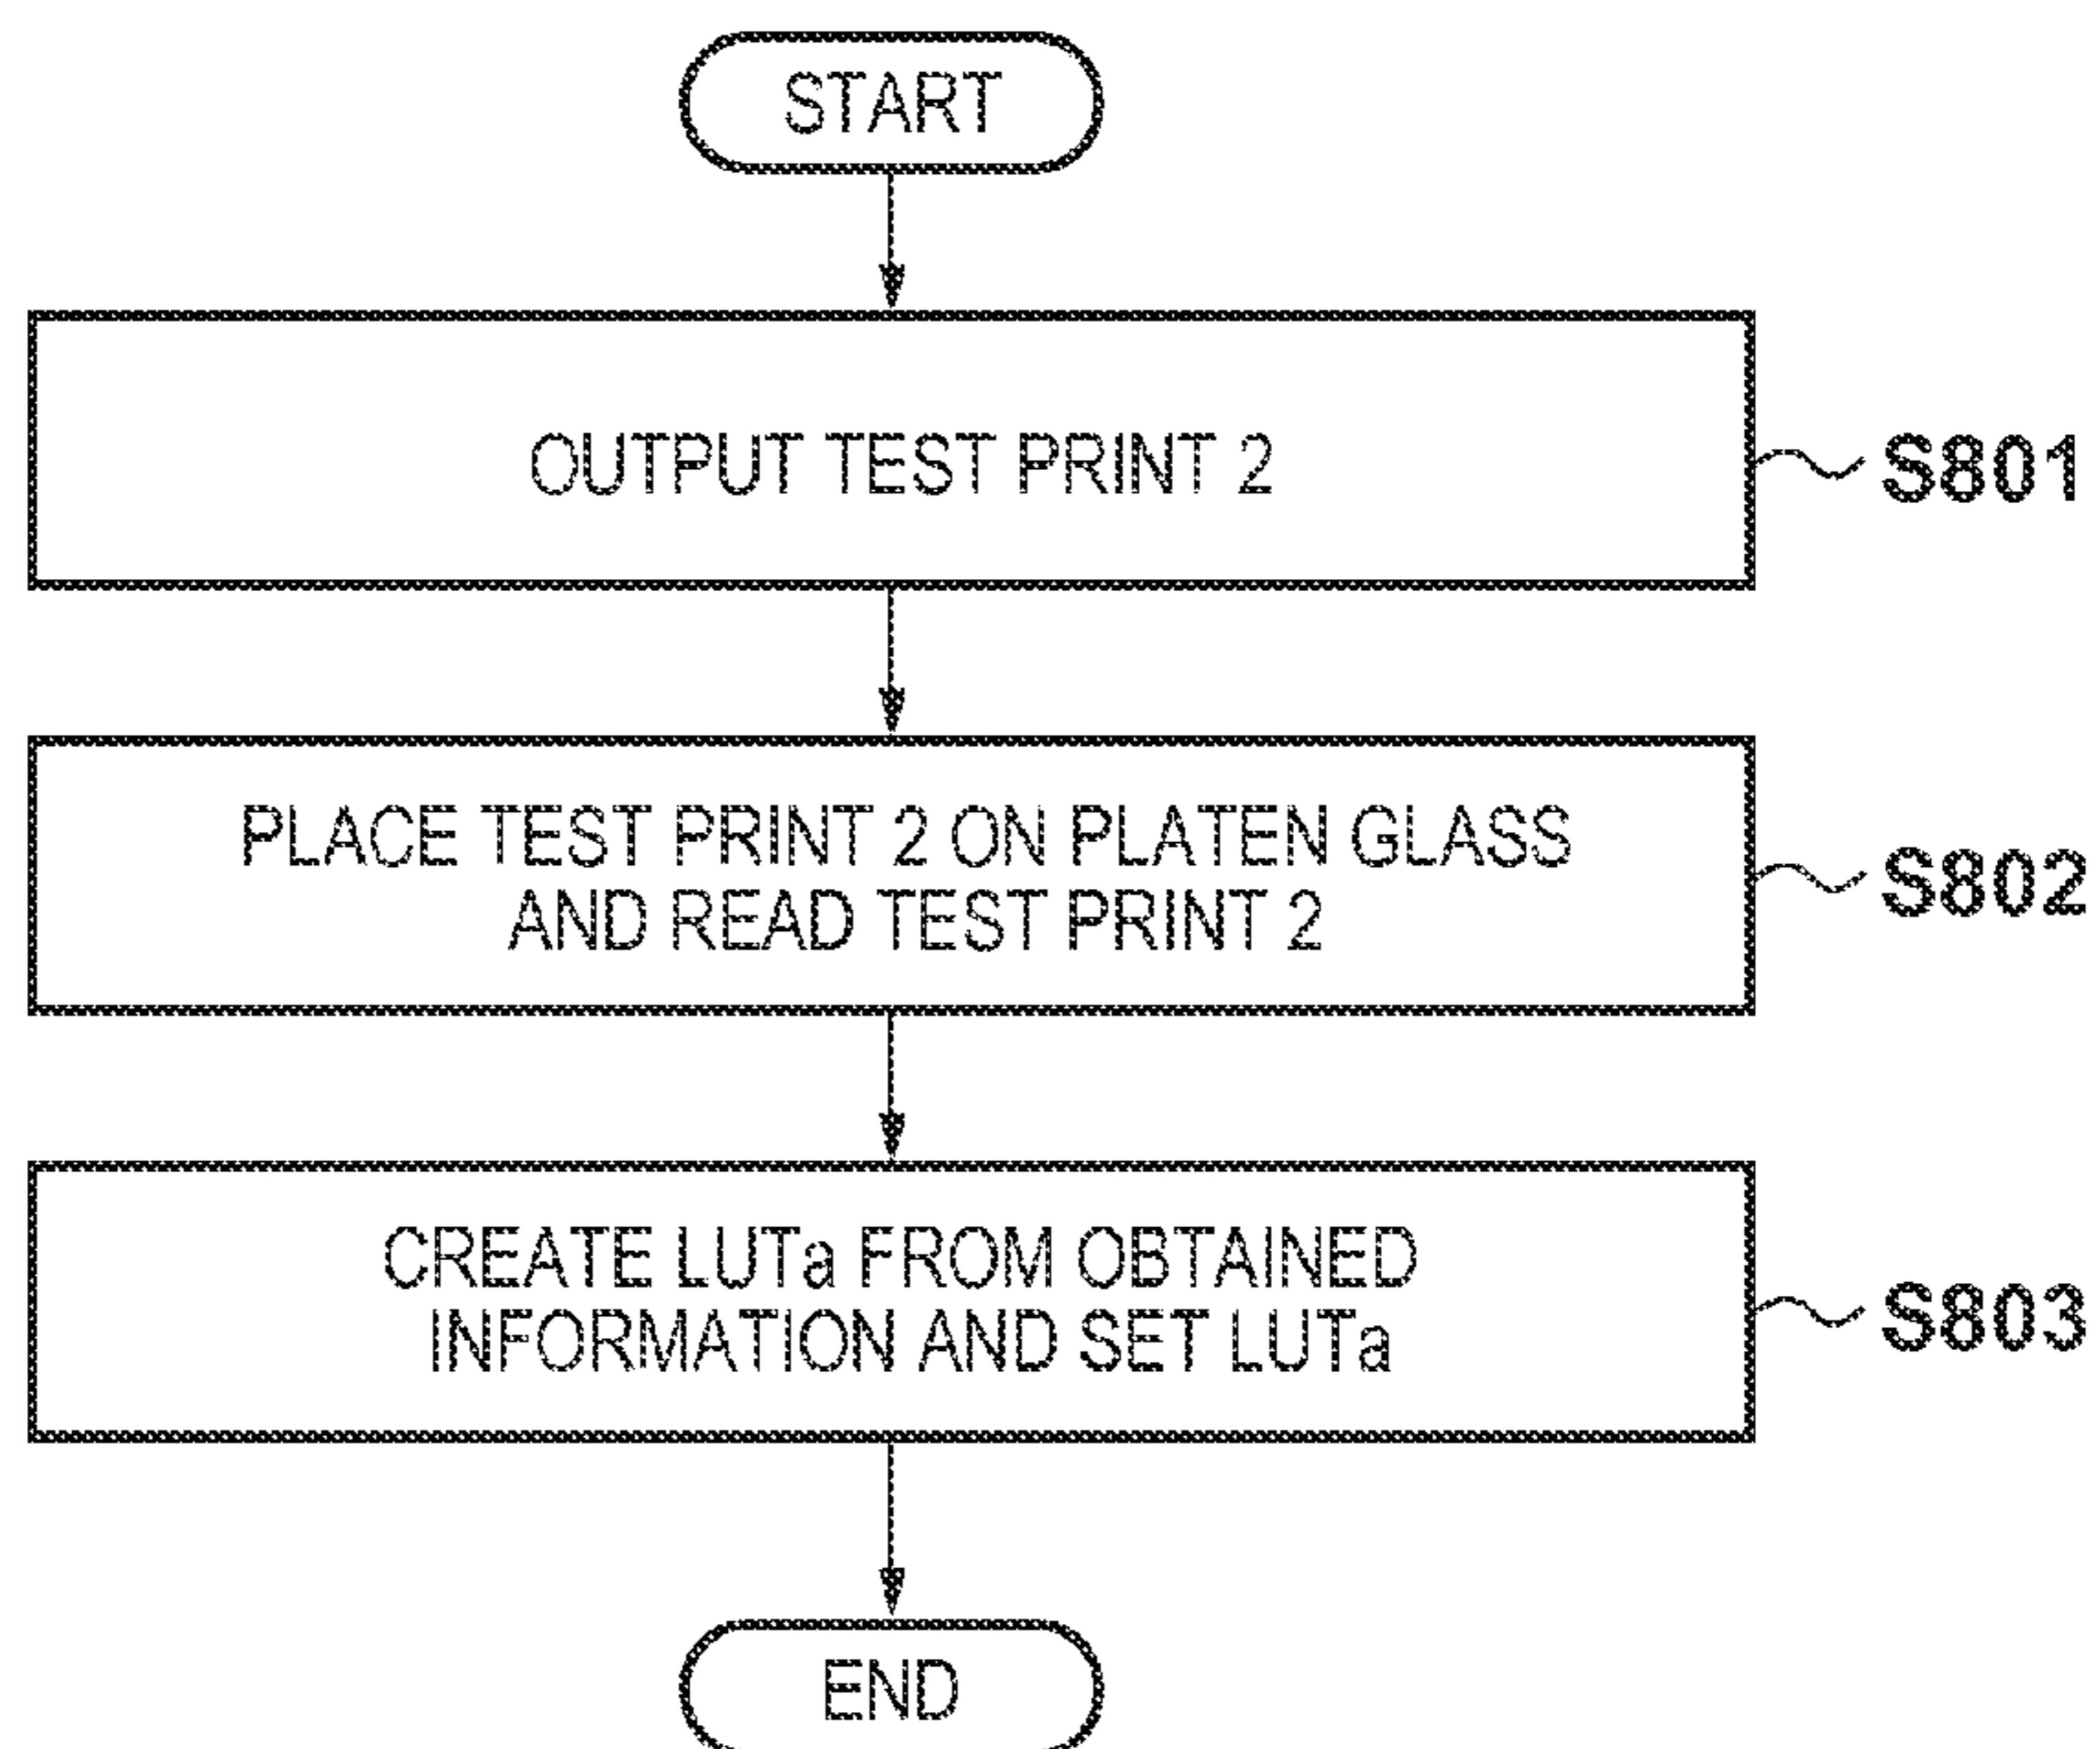 START
OUTPUT TEST PRINT 2
S801
PLACE TEST PRINT 2 ON PLATEN GLASS
AND READ TEST PRINT 2
S802
CREATE LUTa FROM OBTAINED
INFORMATION AND SET LUTa
S803
END